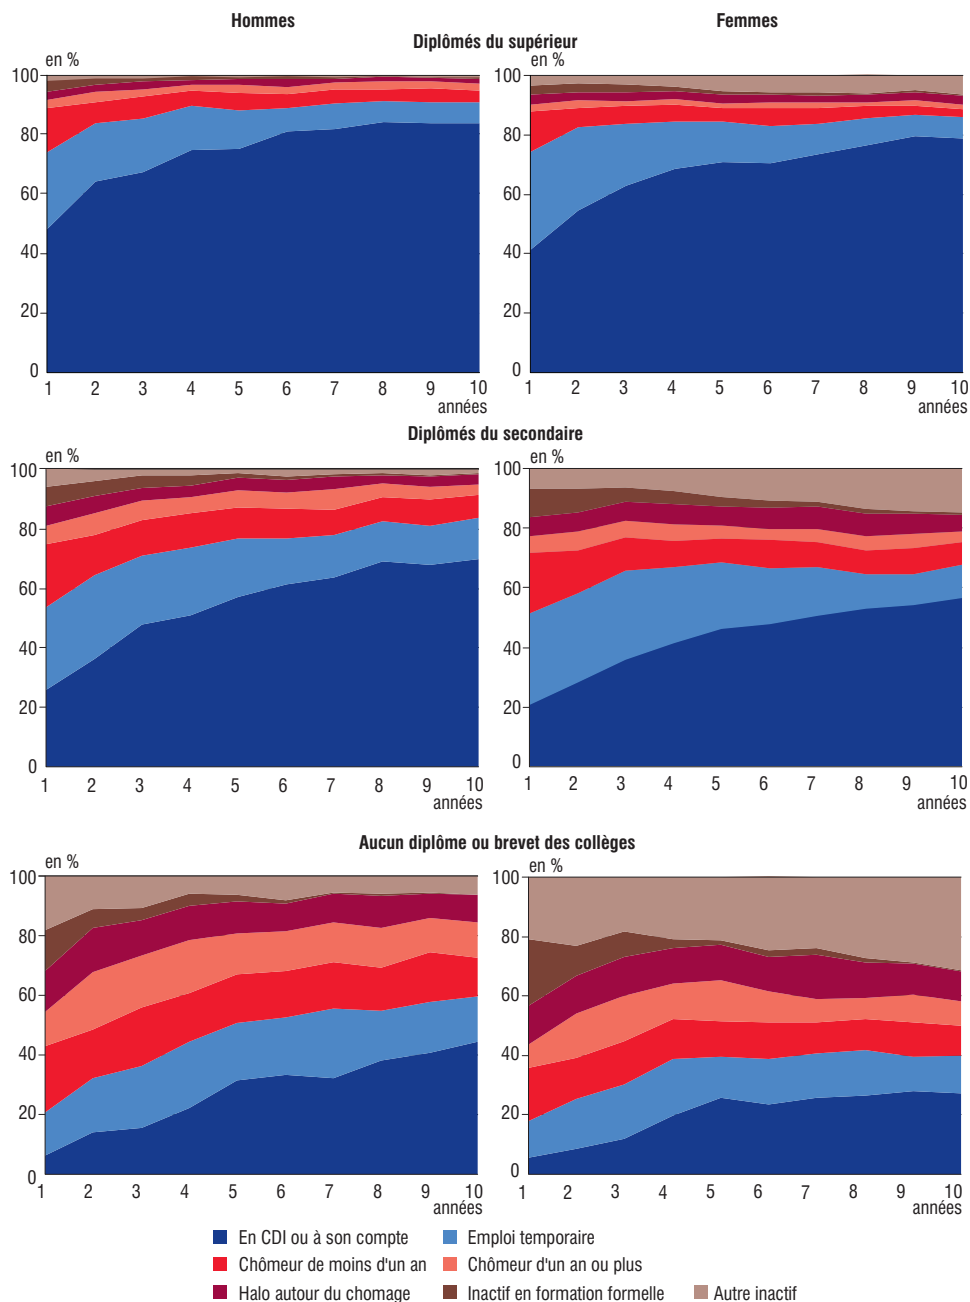 Hommes
Femmes
Diplômés du supérieur
en %
en %
100
80
60
40
20
0
1 2 3 4 5 6 7 8 9 10
années
100
80
60
40
20
0
1 2 3 4 5 6 7 8 9 10
années
Diplômés du secondaire
en %
en %
100
80
60
40
20
0
1 2 3 4 5 6 7 8 9 10
années
100
80
60
40
20
0
1 2 3 4 5 6 7 8 9 10
années
Aucun diplôme ou brevet des collèges
en %
en %
100
80
60
40
20
0
1 2 3 4 5 6 7 8 9 10
années
100
80
60
40
20
0
1 2 3 4 5 6 7 8 9 10
années
En CDI ou à son compte
Emploi temporaire
Chômeur de moins d'un an
Chômeur d'un an ou plus
Halo autour du chomage
Inactif en formation formelle
Autre inactif